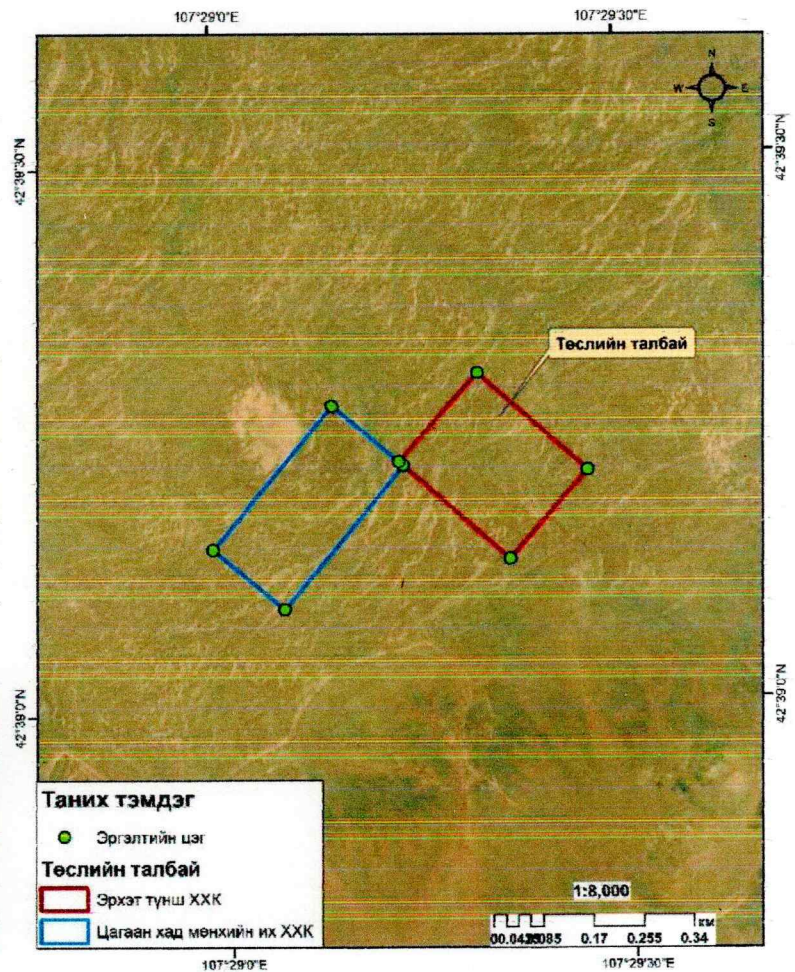 107°29'0"E 107°29'30"E
N
W E
S
42°39'30"N 42°39'30"N
Төслийн талбай
42°39'0"N 42°39'0"N
Таних тэмдэг
Эргэлтийн цэг
Төслийн талбай
Эрхэт түнш ХХК
Цагаан хад мөнхийн их ХХК
1:8,000
км
0.17 0.255 0.34
107°29'0"E 107°29'30"E